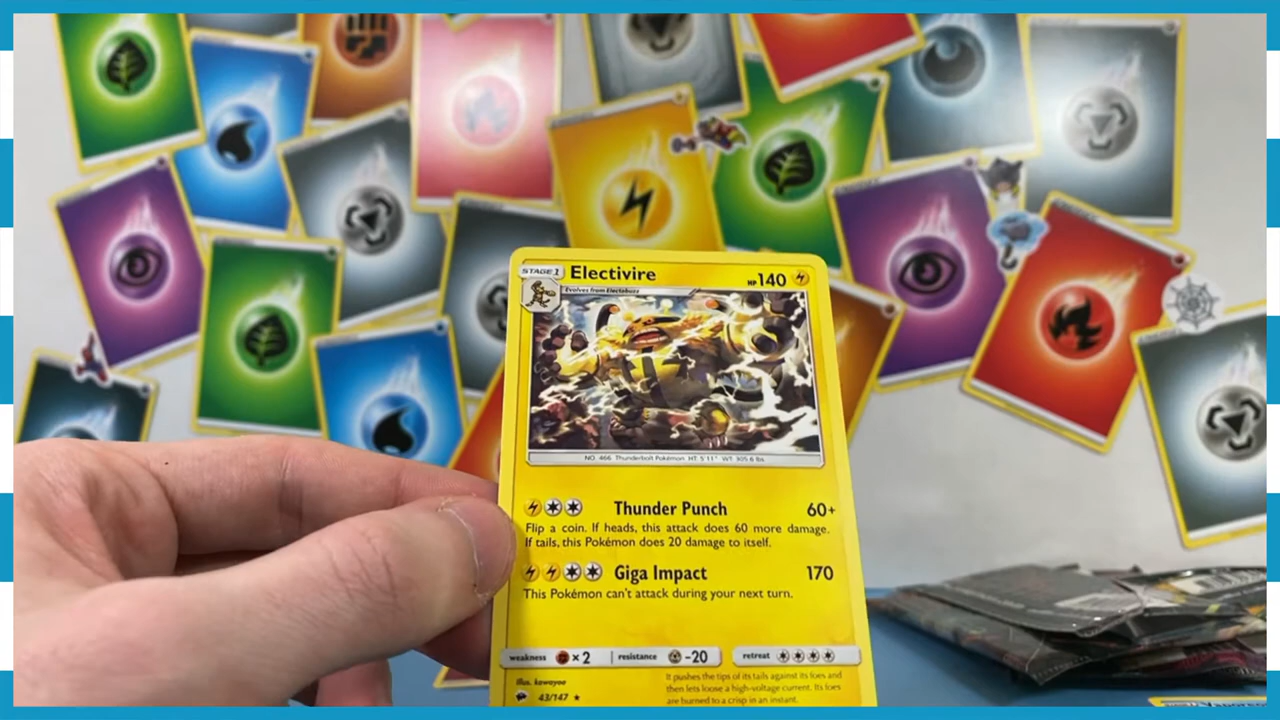 STAGE 1 Electivire HP 140
Evolves from Electabuzz
NO. 466 Thunderbolt Pokémon HT: 5'11" WT: 305.6 lbs.
Thunder Punch 60+
Flip a coin. If heads, this attack does 60 more damage.
If tails, this Pokémon does 20 damage to itself.
Giga Impact 170
This Pokémon can't attack during your next turn.
weakness ×2 resistance -20 retreat
Illus. kawayoo
43/147 ★
It pushes the tips of its tails against its foes and
then lets loose a high-voltage current. Its foes
are burned to a crisp in an instant.